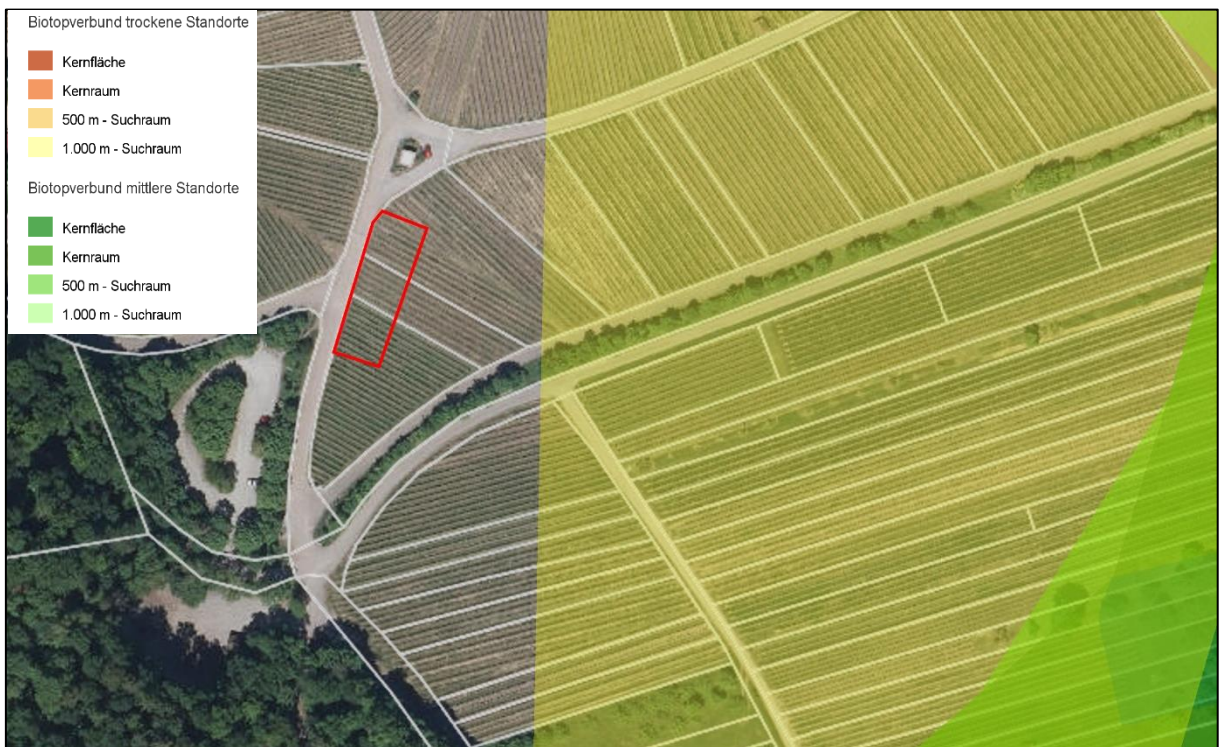 Biotopverbund trockene Standorte
Kernfläche
Kernraum
500 m - Suchraum
1.000 m - Suchraum
Biotopverbund mittlere Standorte
Kernfläche
Kernraum
500 m - Suchraum
1.000 m - Suchraum